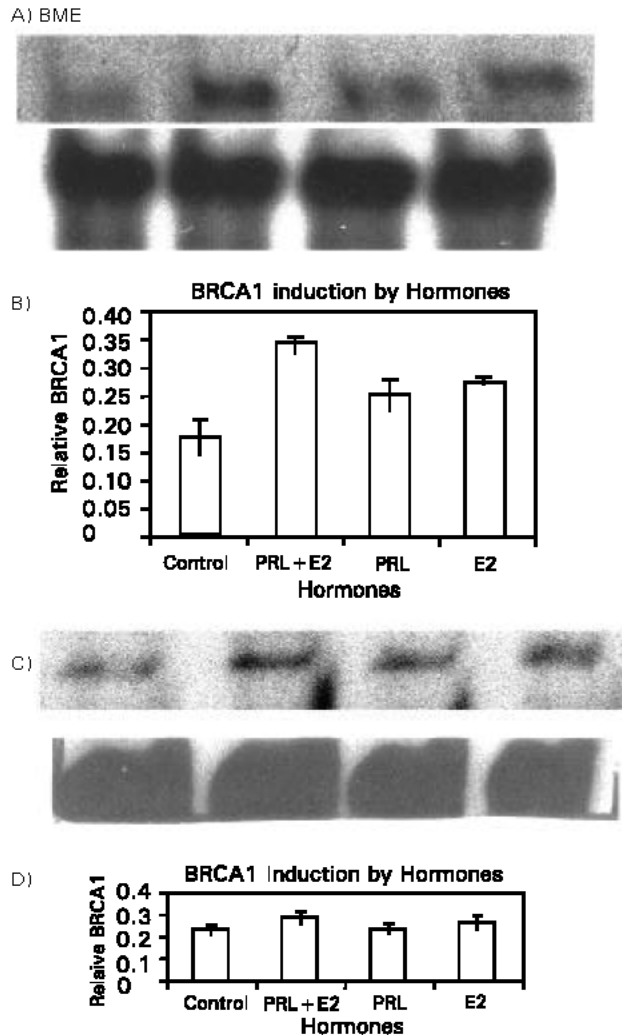 A) BME
B)
BRCA1 induction by Hormones
Relative BRCA1
0.40
0.35
0.30
0.25
0.20
0.15
0.10
0.05
0
Control PRL+E2 PRL E2
Hormones
C)
D)
BRCA1 Induction by Hormones
Relaive BRCA1
0.4
0.3
0.2
0.1
0
Control PRL+E2 PRL E2
Hormones